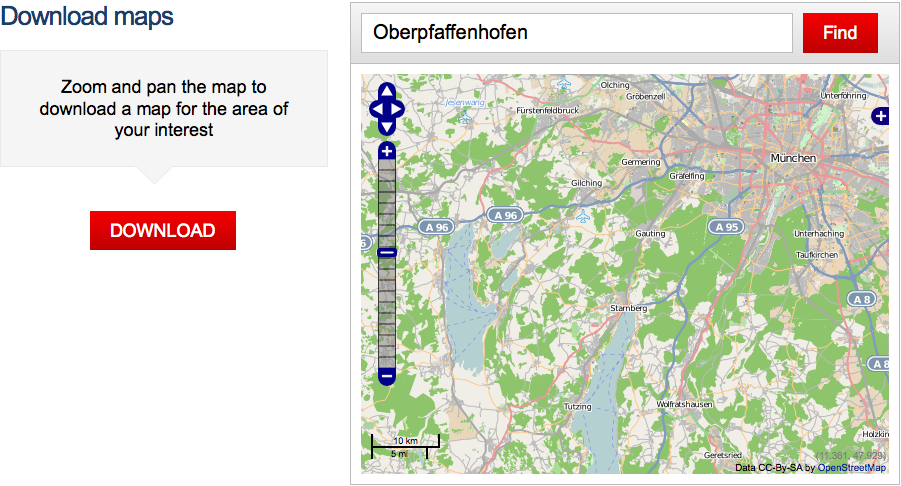 Download maps
Zoom and pan the map to
download a map for the area of
your interest
DOWNLOAD
Oberpfaffenhofen
Find
Olching
Gröbenzell
Unterföhring
Jesenwang
Fürstenfeldbruck
München
Germering
Gräfelfing
Gilching
A 96
A 96
A 95
Gauting
Unterhaching
Taufkirchen
A 8
Starnberg
A 8
Tutzing
Wolfratshausen
Holzkir
10 km
5 mi
Geretsried
(11.381, 47.929)
Data CC-By-SA by OpenStreetMap